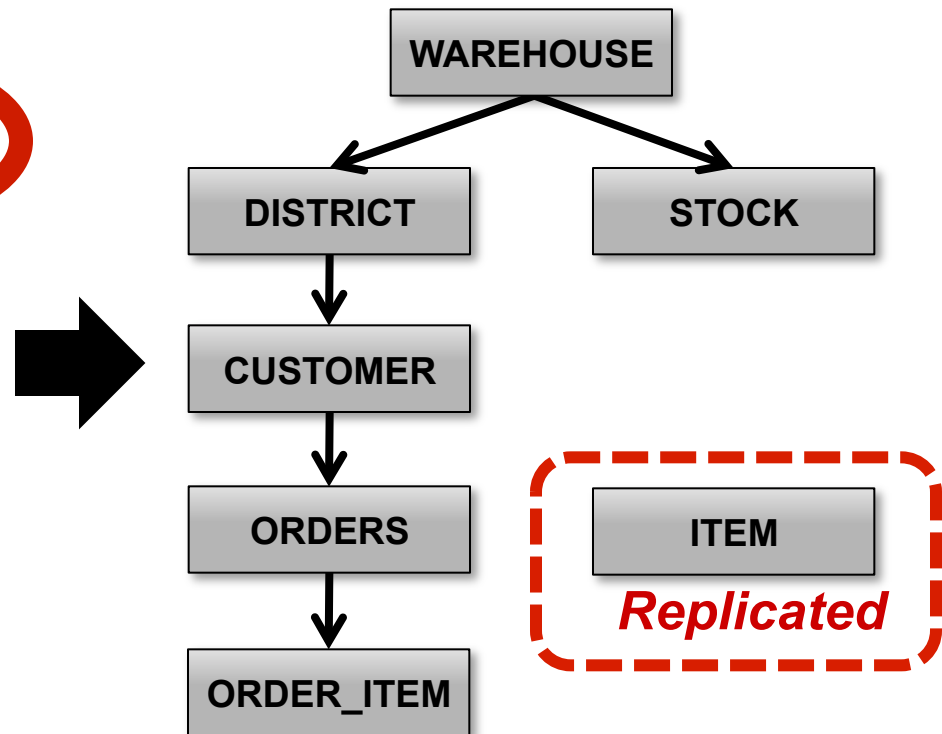 WAREHOUSE
DISTRICT
STOCK
CUSTOMER
ORDERS
ITEM
Replicated
ORDER_ITEM